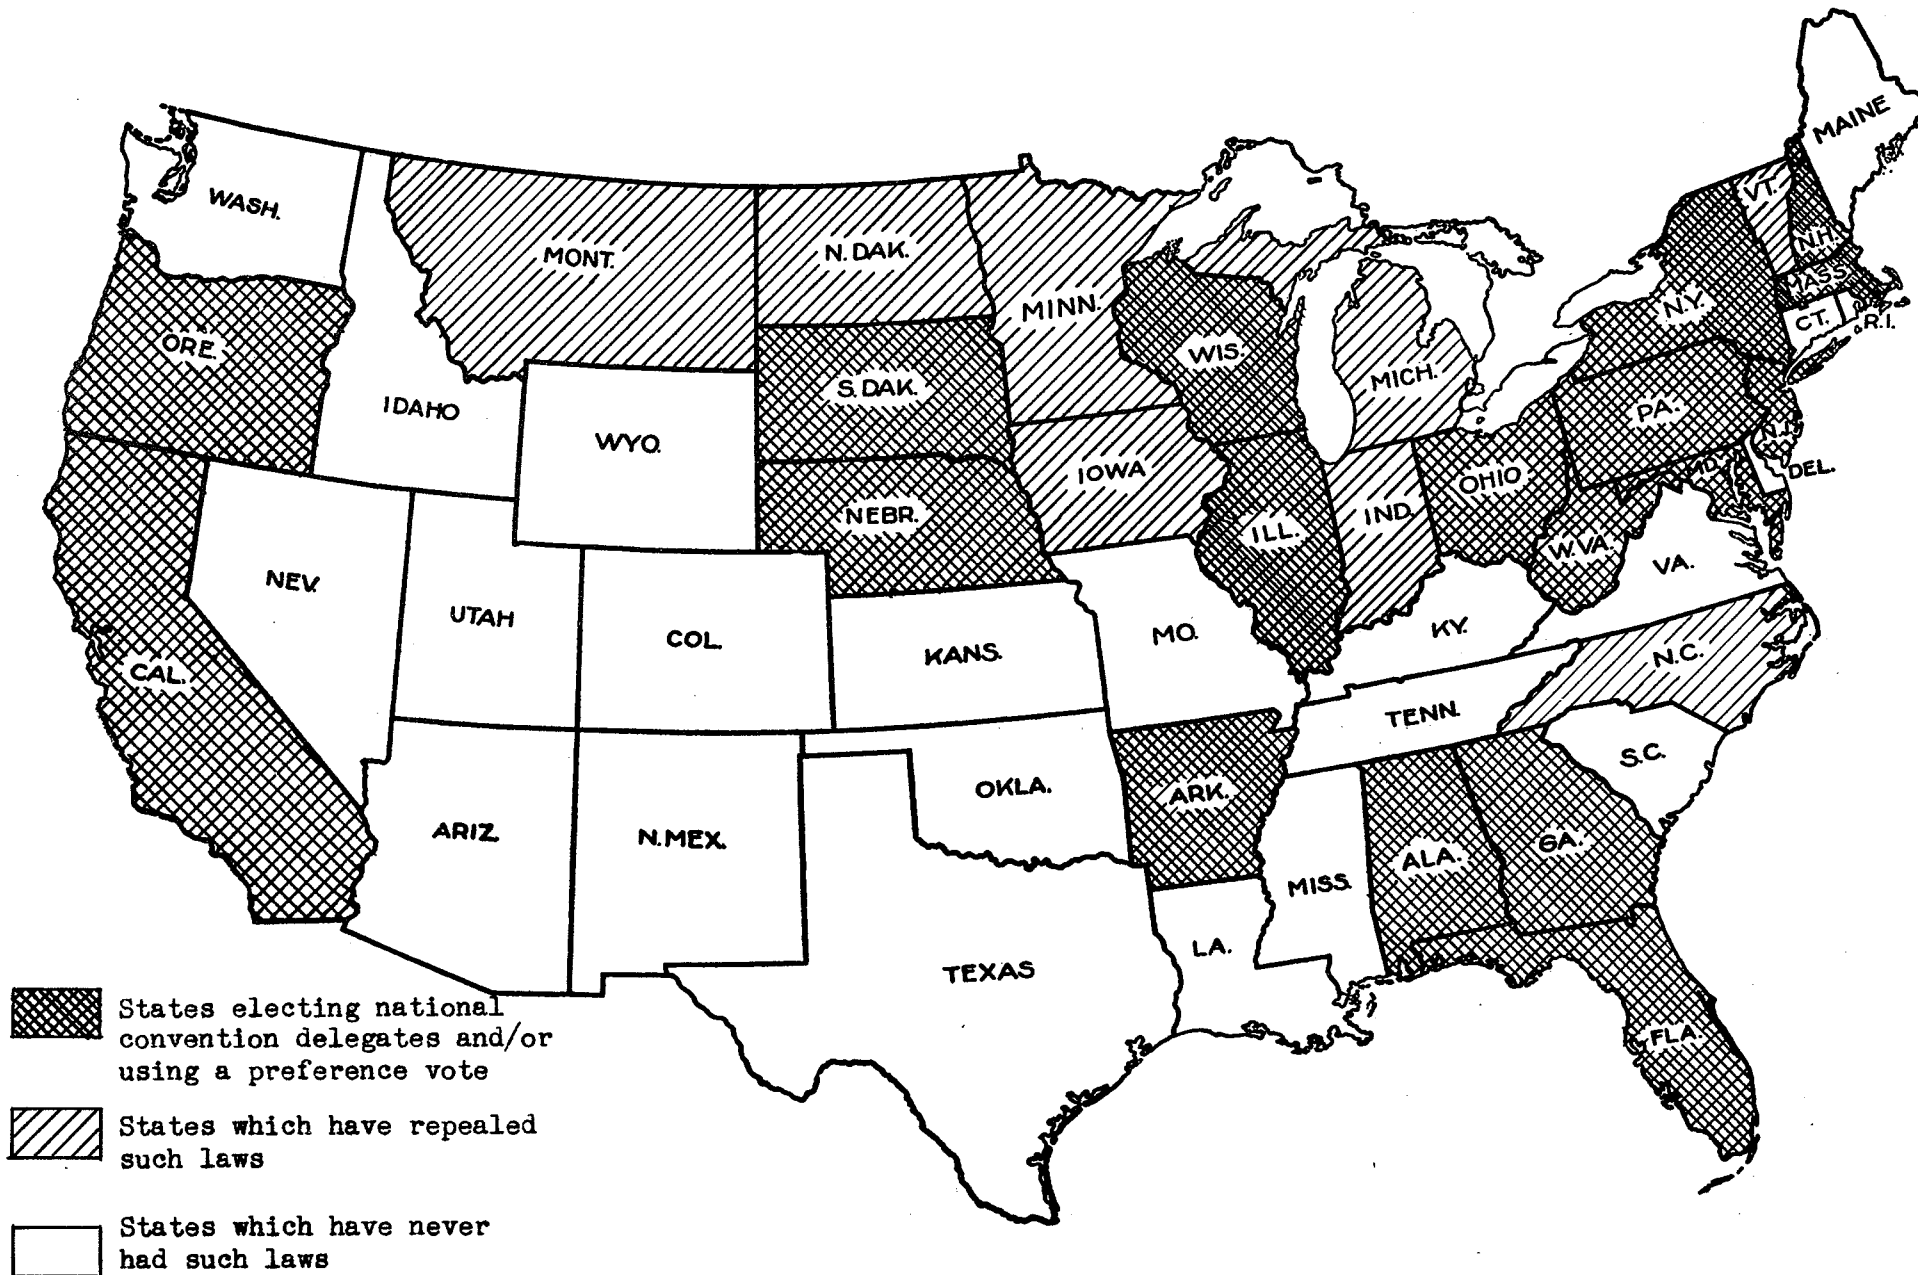 MAINE
WASH.
VT.
MONT.
N. DAK.
N.H.
MASS.
MINN.
N.Y.
CT.
R.I.
ORE.
WIS.
S. DAK.
MICH.
IDAHO
PA.
WYO.
N.J.
IOWA
OHIO
MD.
DEL.
NEBR.
IND.
ILL.
W. VA.
VA.
NEV.
UTAH
COL.
KANS.
MO.
KY.
N.C.
CAL.
TENN.
S.C.
OKLA.
ARK.
ARIZ.
N. MEX.
GA.
ALA.
MISS.
LA.
TEXAS
FLA.
States electing national
convention delegates and/or
using a preference vote
States which have repealed
such laws
States which have never
had such laws